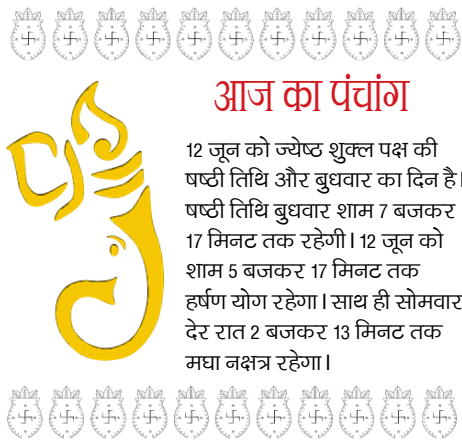 आज का पंचांग
12 जून को ज्येष्ठ शुक्ल पक्ष की
षष्ठी तिथि और बुधवार का दिन है।
षष्ठी तिथि बुधवार शाम 7 बजकर
17 मिनट तक रहेगी। 12 जून को
शाम 5 बजकर 17 मिनट तक
हर्षण योग रहेगा। साथ ही सोमवार
देर रात 2 बजकर 13 मिनट तक
मघा नक्षत्र रहेगा।